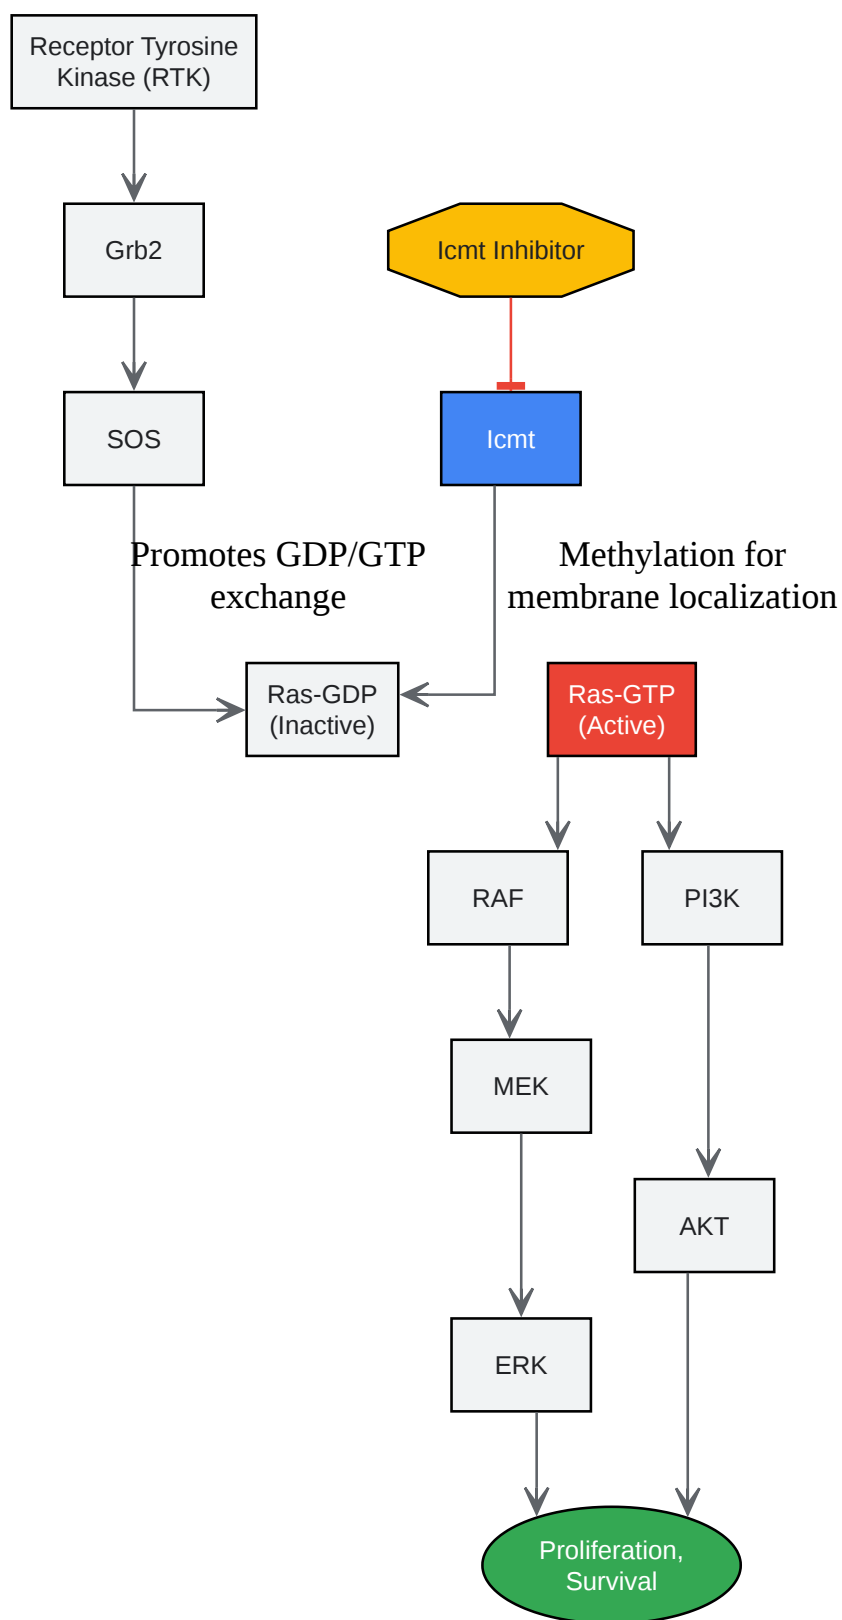 Receptor Tyrosine
Kinase (RTK)
Grb2
Icmt Inhibitor
SOS
Icmt
Promotes GDP/GTP
exchange
Methylation for
membrane localization
Ras-GDP
(Inactive)
Ras-GTP
(Active)
RAF
PI3K
MEK
AKT
ERK
Proliferation,
Survival